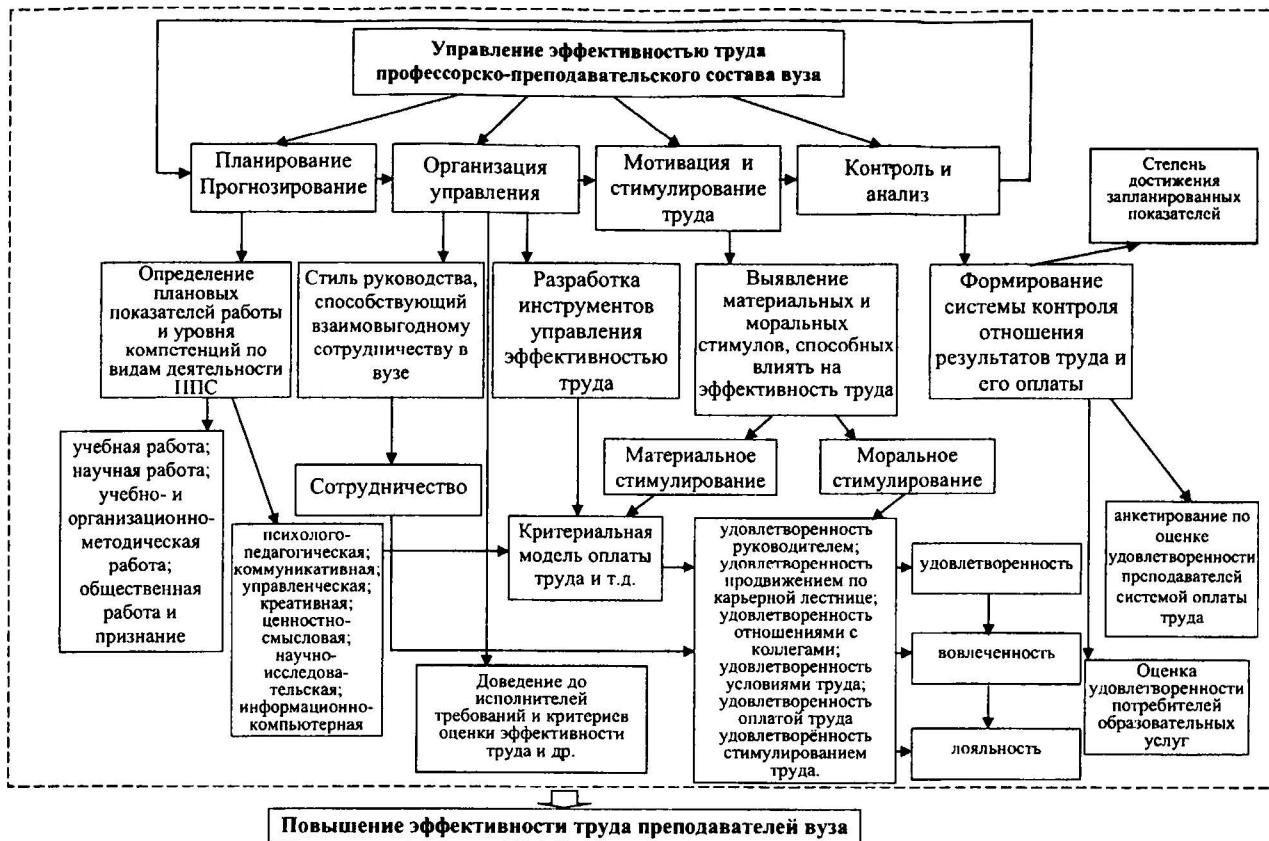 Управление эффективностью труда
профессорско-преподавательского состава вуза
Планирование
Прогнозирование
Организация
управления
Мотивация и
стимулирование
труда
Контроль и
анализ
Степень
достижения
запланированных
показателей
Определение
плановых
показателей работы
и уровня
компстенций по
видам деятельности
ППС
Стиль руководства,
способствующий
взаимовыгодному
сотрудничеству в
вузе
Разработка
инструментов
управления
эффективностью
труда
Выявление
материальных и
моральных
стимулов, способных
влиять на
эффективность труда
Формирование
системы контроля
отношения
результатов труда и
его оплаты
учебная работа;
научная работа;
учебно- и
организационно-
методическая
работа;
общественная
работа и
признание
психолого-
педагогическая;
коммуникативная;
управленческая;
креативная;
ценностно-
смысловая;
научно-
исследова-
тельская;
информационно-
компьютерная
Сотрудничество
Материальное
стимулирование
Моральное
стимулирование
Критериальная
модель оплаты
труда и т.д.
удовлетворенность
руководителем;
удовлетворенность
продвижением по
карьерной лестнице;
удовлетворенность
отношениями с
коллегами;
удовлетворенность
условиями труда;
удовлетворенность
оплатой труда
удовлетворённость
стимулированием
труда.
удовлетворенность
вовлеченность
лояльность
анкетирование по
оценке
удовлетворенности
прсподавателей
системой оплаты
труда
Оценка
удовлетворенности
потребителей
образовательных
услуг
Доведение до
исполнителей
требований и критериев
оценки эффективности
труда и др.
Повышение эффективности труда преподавателей вуза